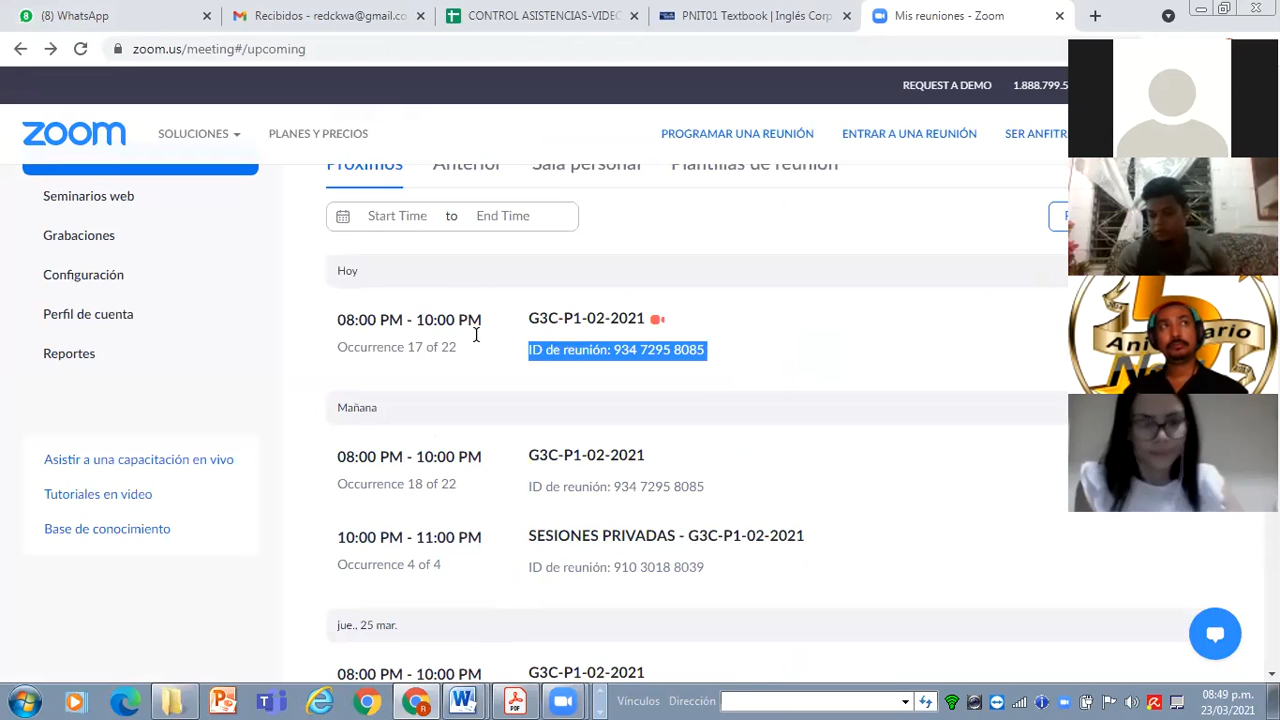 (8) WhatsApp
Recibidos - redckwa@gmail.co
CONTROL ASISTENCIAS-VIDEC
PNIT01 Textbook | Inglés Corp
Mis reuniones - Zoom
zoom.us/meeting#/upcoming
REQUEST A DEMO 1.888.799.5
zoom SOLUCIONES PLANES Y PRECIOS PROGRAMAR UNA REUNIÓN ENTRAR A UNA REUNIÓN SER ANFITR
Próximos Anterior Sala personal Plantillas de reunión
Seminarios web
Grabaciones
Configuración
Perfil de cuenta
Reportes
Asistir a una capacitación en vivo
Tutoriales en video
Base de conocimiento
Start Time to End Time
Hoy
08:00 PM - 10:00 PM G3C-P1-02-2021
Occurrence 17 of 22 ID de reunión: 934 7295 8085
Mañana
08:00 PM - 10:00 PM G3C-P1-02-2021
Occurrence 18 of 22 ID de reunión: 934 7295 8085
10:00 PM - 11:00 PM SESIONES PRIVADAS - G3C-P1-02-2021
Occurrence 4 of 4 ID de reunión: 910 3018 8039
jue., 25 mar.
08:00 PM - 10:00 PM G3C-P1-02-2021
Vínculos Dirección
08:49 p.m.
23/03/2021